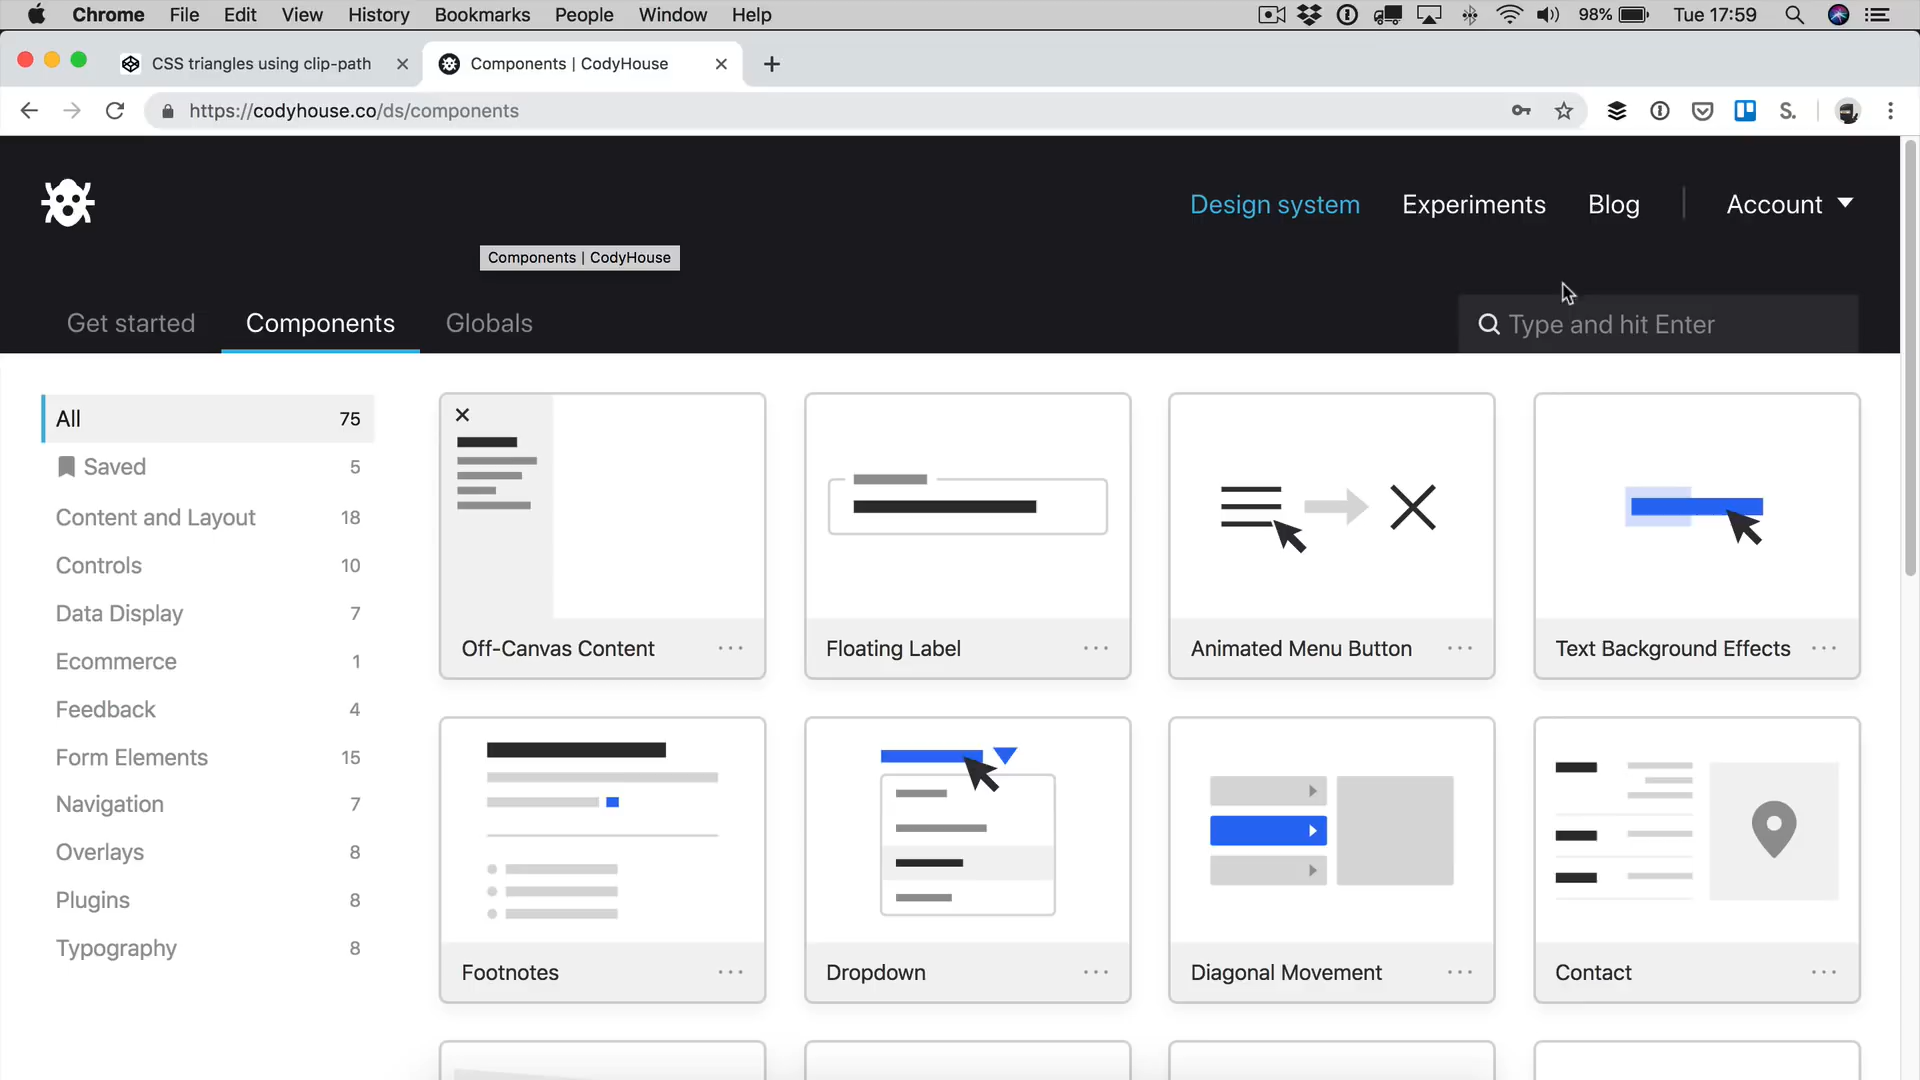 Chrome File Edit View History Bookmarks People Window Help 98% Tue 17:59
CSS triangles using clip-path Components | CodyHouse
https://codyhouse.co/ds/components S.
Design system Experiments Blog Account
Components | CodyHouse
Get started Components Globals Type and hit Enter
All 75
Saved 5
Content and Layout 18
Controls 10
Data Display 7
Ecommerce 1
Feedback 4
Form Elements 15
Navigation 7
Overlays 8
Plugins 8
Typography 8
Off-Canvas Content ···
Floating Label ···
Animated Menu Button ···
Text Background Effects ···
Footnotes ···
Dropdown ···
Diagonal Movement ···
Contact ···